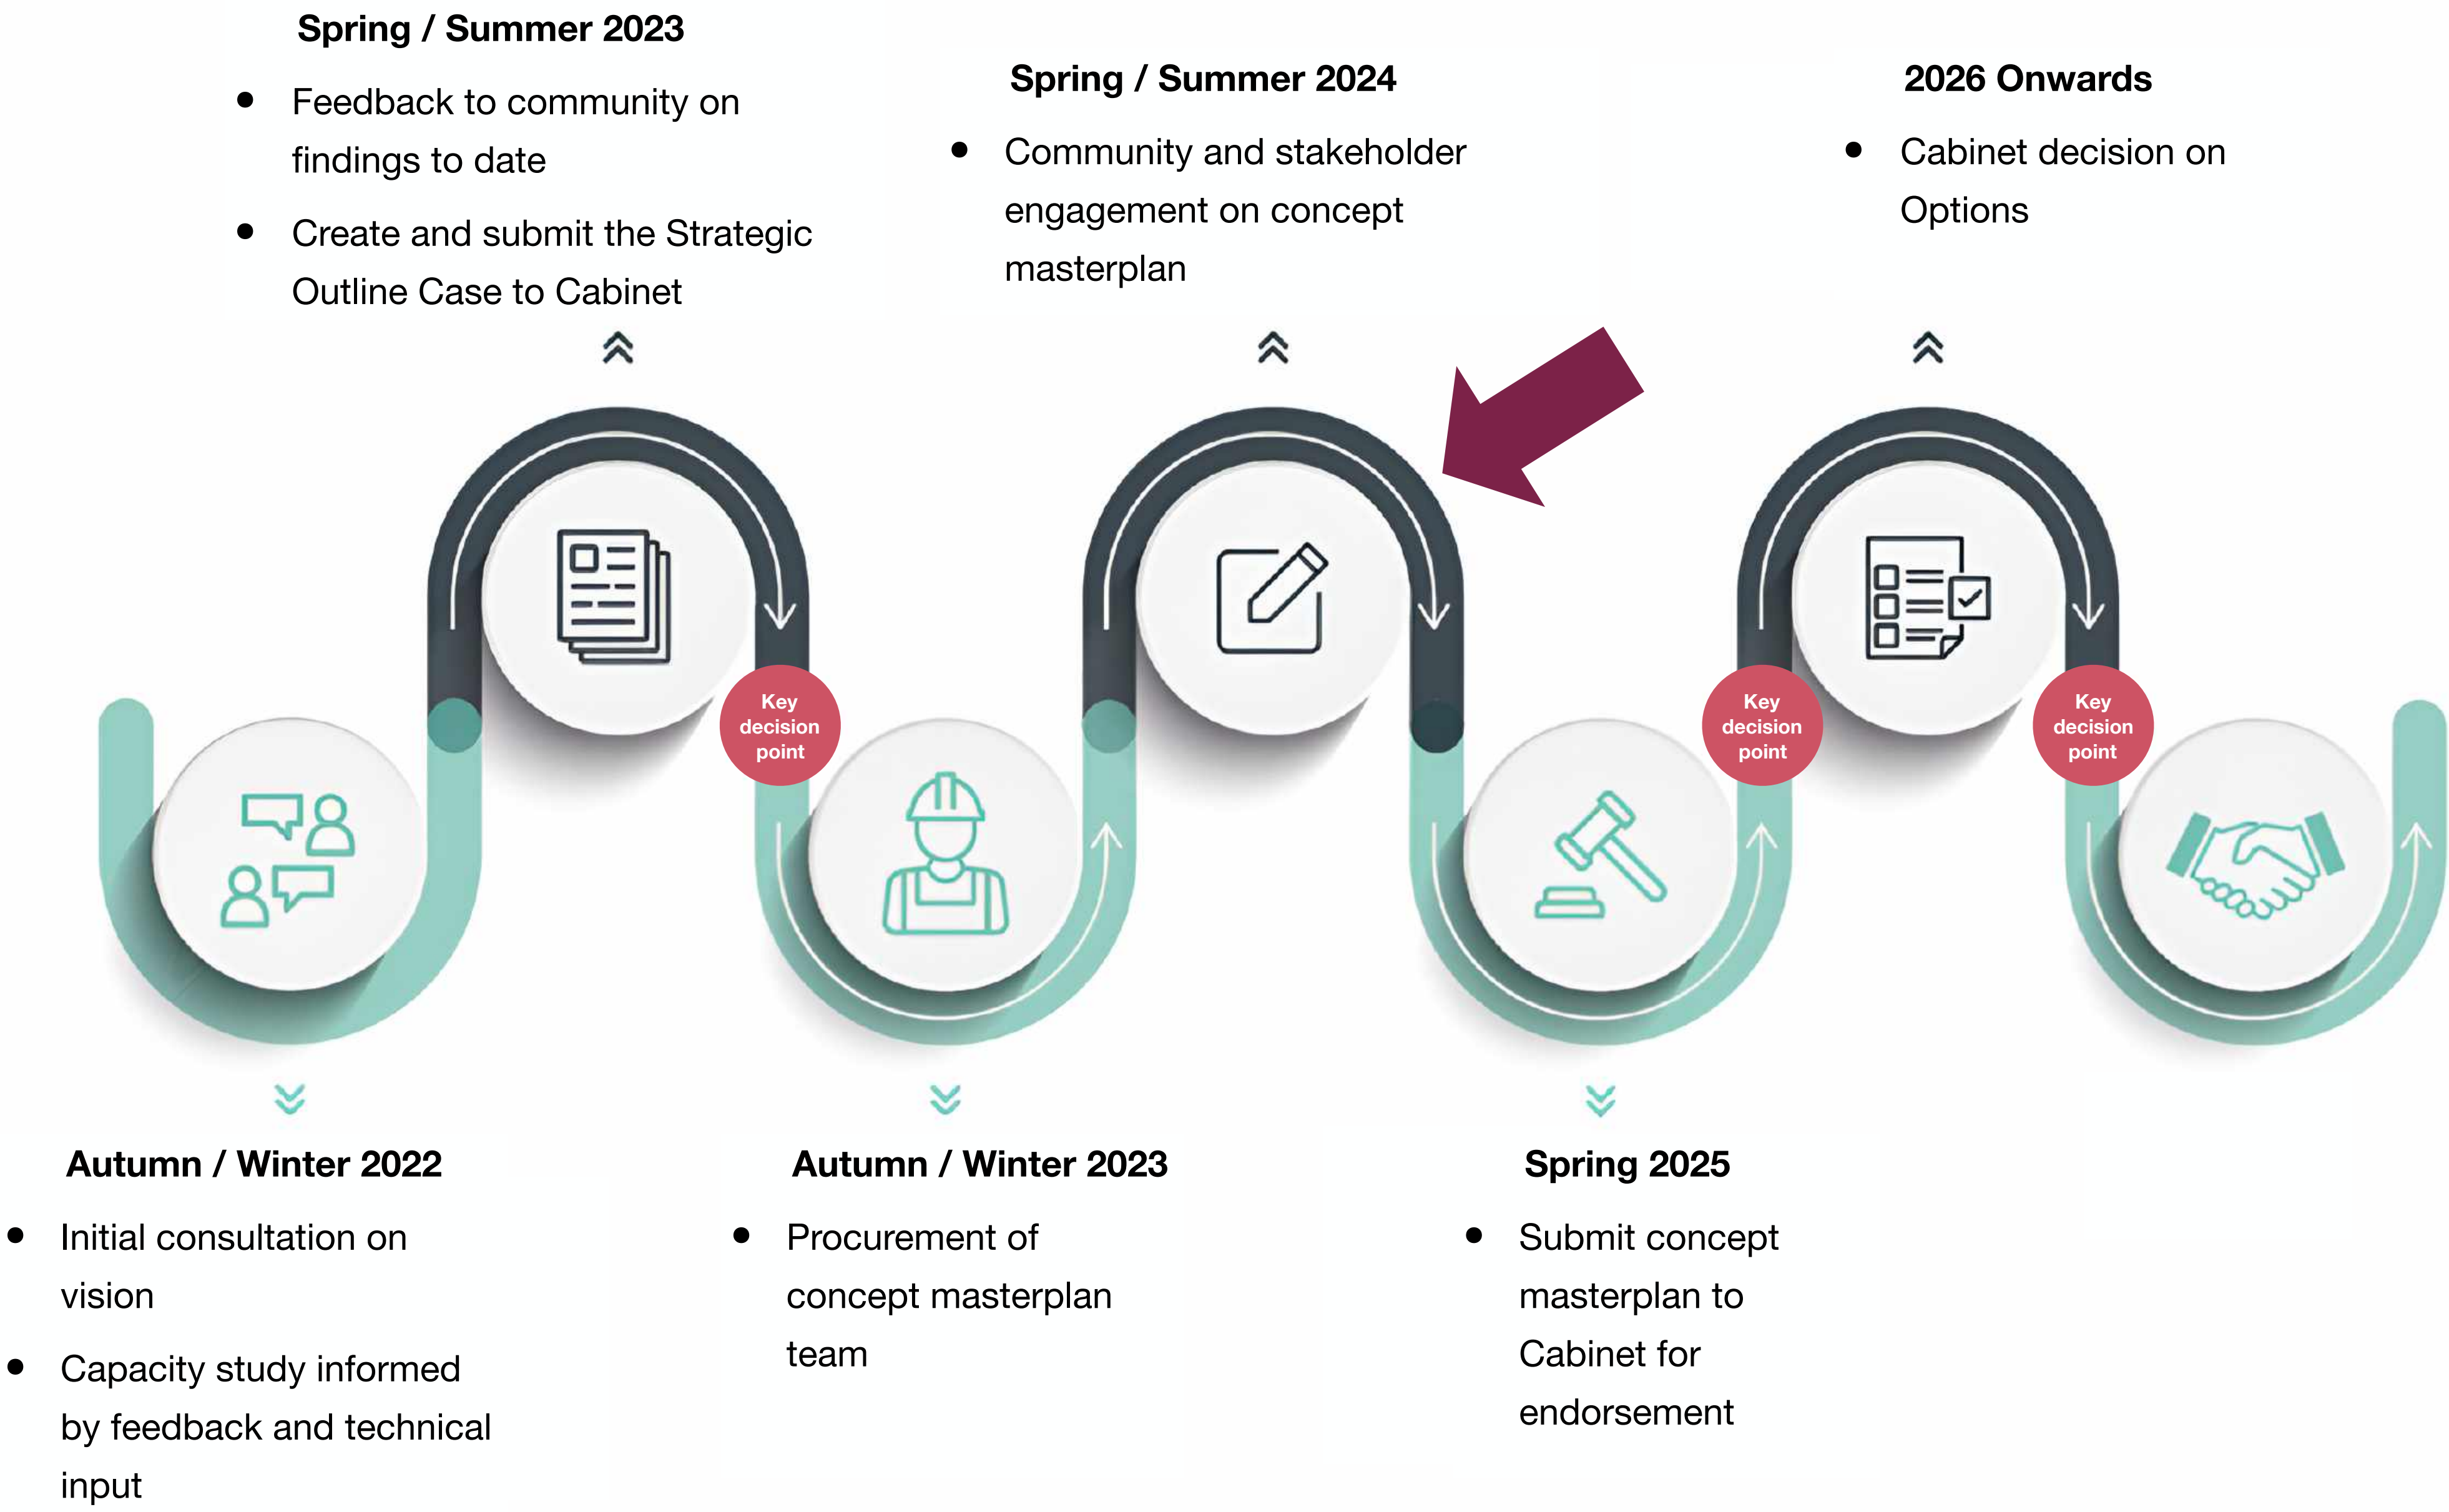 Spring / Summer 2023
• Feedback to community on
findings to date
• Create and submit the Strategic
Outline Case to Cabinet
Spring / Summer 2024
• Community and stakeholder
engagement on concept
masterplan
2026 Onwards
• Cabinet decision on
Options
Key
decision
point
Key
decision
point
Key
decision
point
Autumn / Winter 2022
• Initial consultation on
vision
• Capacity study informed
by feedback and technical
input
Autumn / Winter 2023
• Procurement of
concept masterplan
team
Spring 2025
• Submit concept
masterplan to
Cabinet for
endorsement